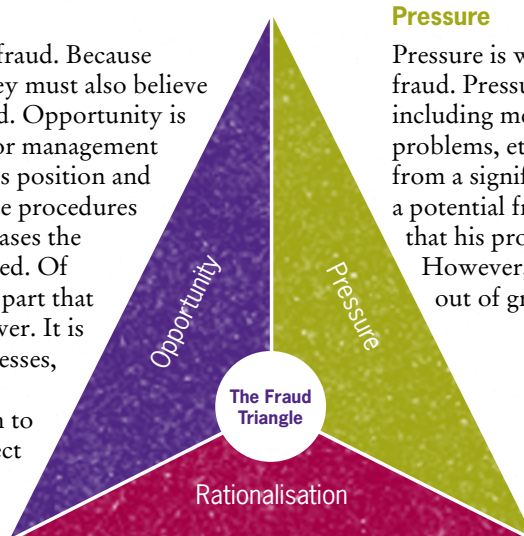 fraud. Because
ey must also believe
d. Opportunity is
or management
s position and
e procedures
ases the
ed. Of
part that
ver. It is
esses,
n to
ect
Opportunity
Pressure
The Fraud
Triangle
Rationalisation
Pressure
Pressure is w
fraud. Pressu
including me
problems, et
from a signif
a potential fr
that his pro
However,
out of gr